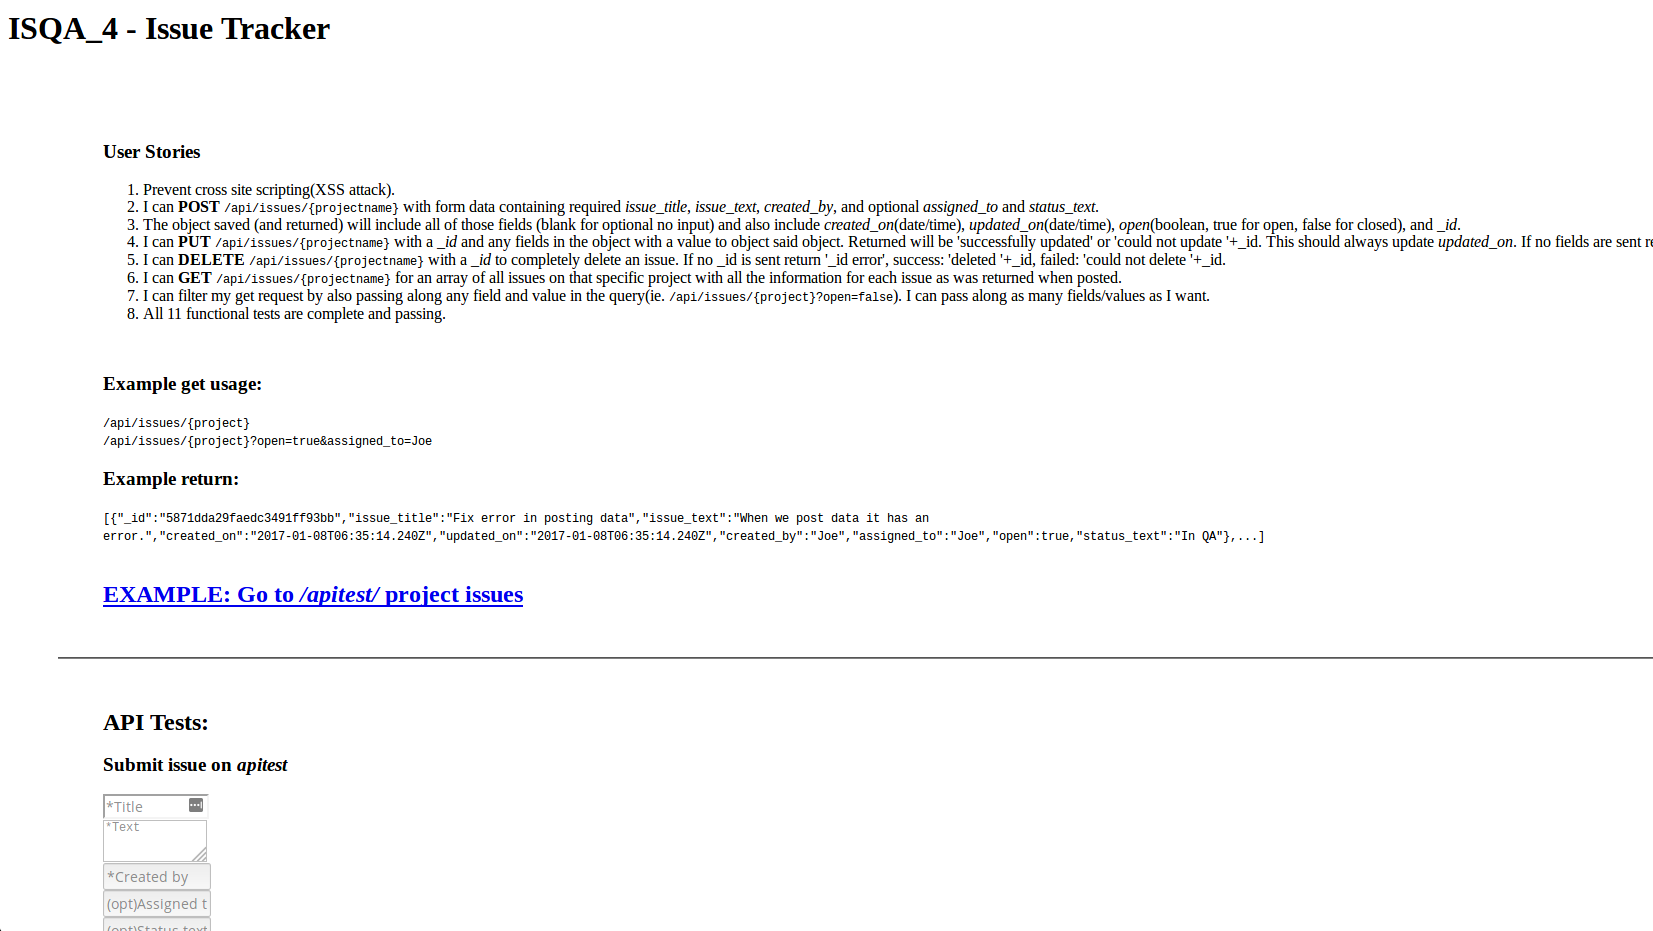 ISQA_4 - Issue Tracker
User Stories
1. Prevent cross site scripting(XSS attack).
2. I can POST /api/issues/{projectname} with form data containing required issue_title, issue_text, created_by, and optional assigned_to and status_text.
3. The object saved (and returned) will include all of those fields (blank for optional no input) and also include created_on(date/time), updated_on(date/time), open(boolean, true for open, false for closed), and _id.
4. I can PUT /api/issues/{projectname} with a _id and any fields in the object with a value to object said object. Returned will be 'successfully updated' or 'could not update '+_id. This should always update updated_on. If no fields are sent
5. I can DELETE /api/issues/{projectname} with a _id to completely delete an issue. If no _id is sent return '_id error', success: 'deleted '+_id, failed: 'could not delete '+_id.
6. I can GET /api/issues/{projectname} for an array of all issues on that specific project with all the information for each issue as was returned when posted.
7. I can filter my get request by also passing along any field and value in the query(ie. /api/issues/{project}?open=false). I can pass along as many fields/values as I want.
8. All 11 functional tests are complete and passing.
Example get usage:
/api/issues/{project}
/api/issues/{project}?open=true&assigned_to=Joe
Example return:
[{"_id":"5871dda29faedc3491ff93bb","issue_title":"Fix error in posting data","issue_text":"When we post data it has an
error.","created_on":"2017-01-08T06:35:14.240Z","updated_on":"2017-01-08T06:35:14.240Z","created_by":"Joe","assigned_to":"Joe","open":true,"status_text":"In QA"},...]
EXAMPLE: Go to /apitest/ project issues
API Tests:
Submit issue on apitest
*Title
*Text
*Created by
(opt)Assigned t
(opt)Status text